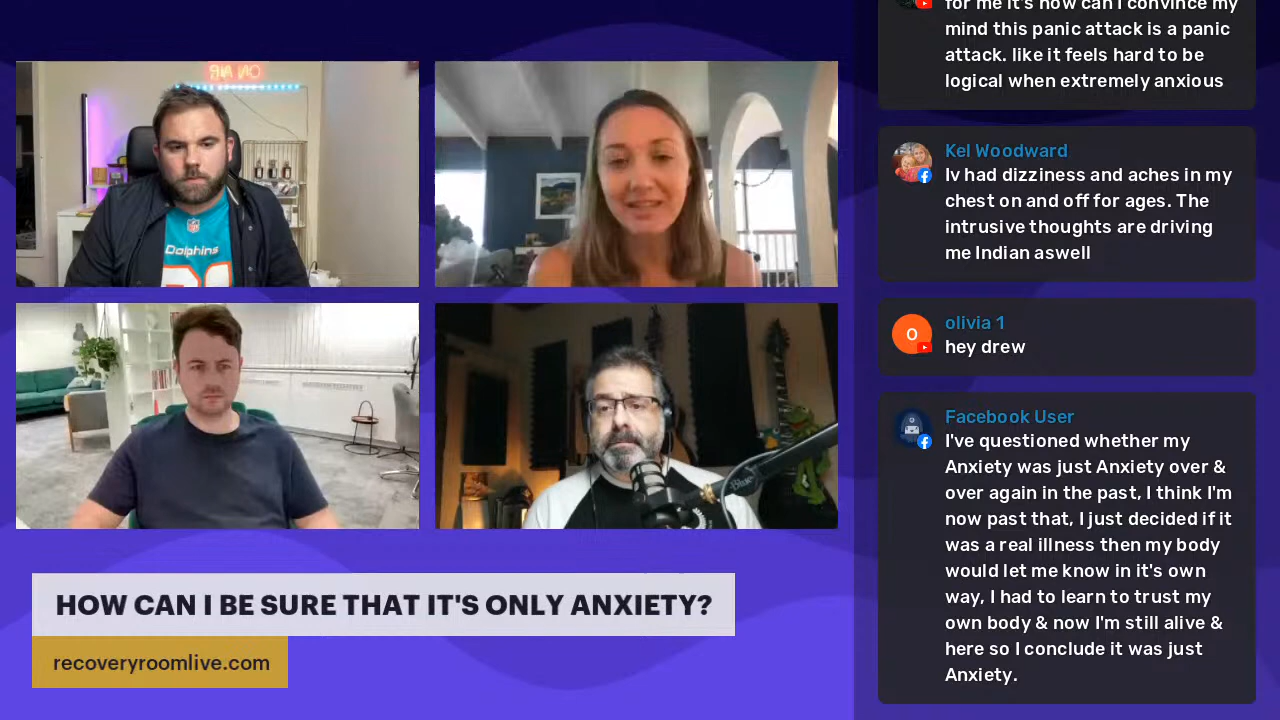 for me it's how can I convince my
mind this panic attack is a panic
attack. like it feels hard to be
logical when extremely anxious
Kel Woodward
Iv had dizziness and aches in my
chest on and off for ages. The
intrusive thoughts are driving
me Indian aswell
olivia 1
O
hey drew
Facebook User
I've questioned whether my
Anxiety was just Anxiety over &
over again in the past, I think I'm
now past that, I just decided if it
was a real illness then my body
would let me know in it's own
way, I had to learn to trust my
own body & now I'm still alive &
here so I conclude it was just
Anxiety.
ON AIR
NFL
Dolphins
Blue
HOW CAN I BE SURE THAT IT'S ONLY ANXIETY?
recoveryroomlive.com